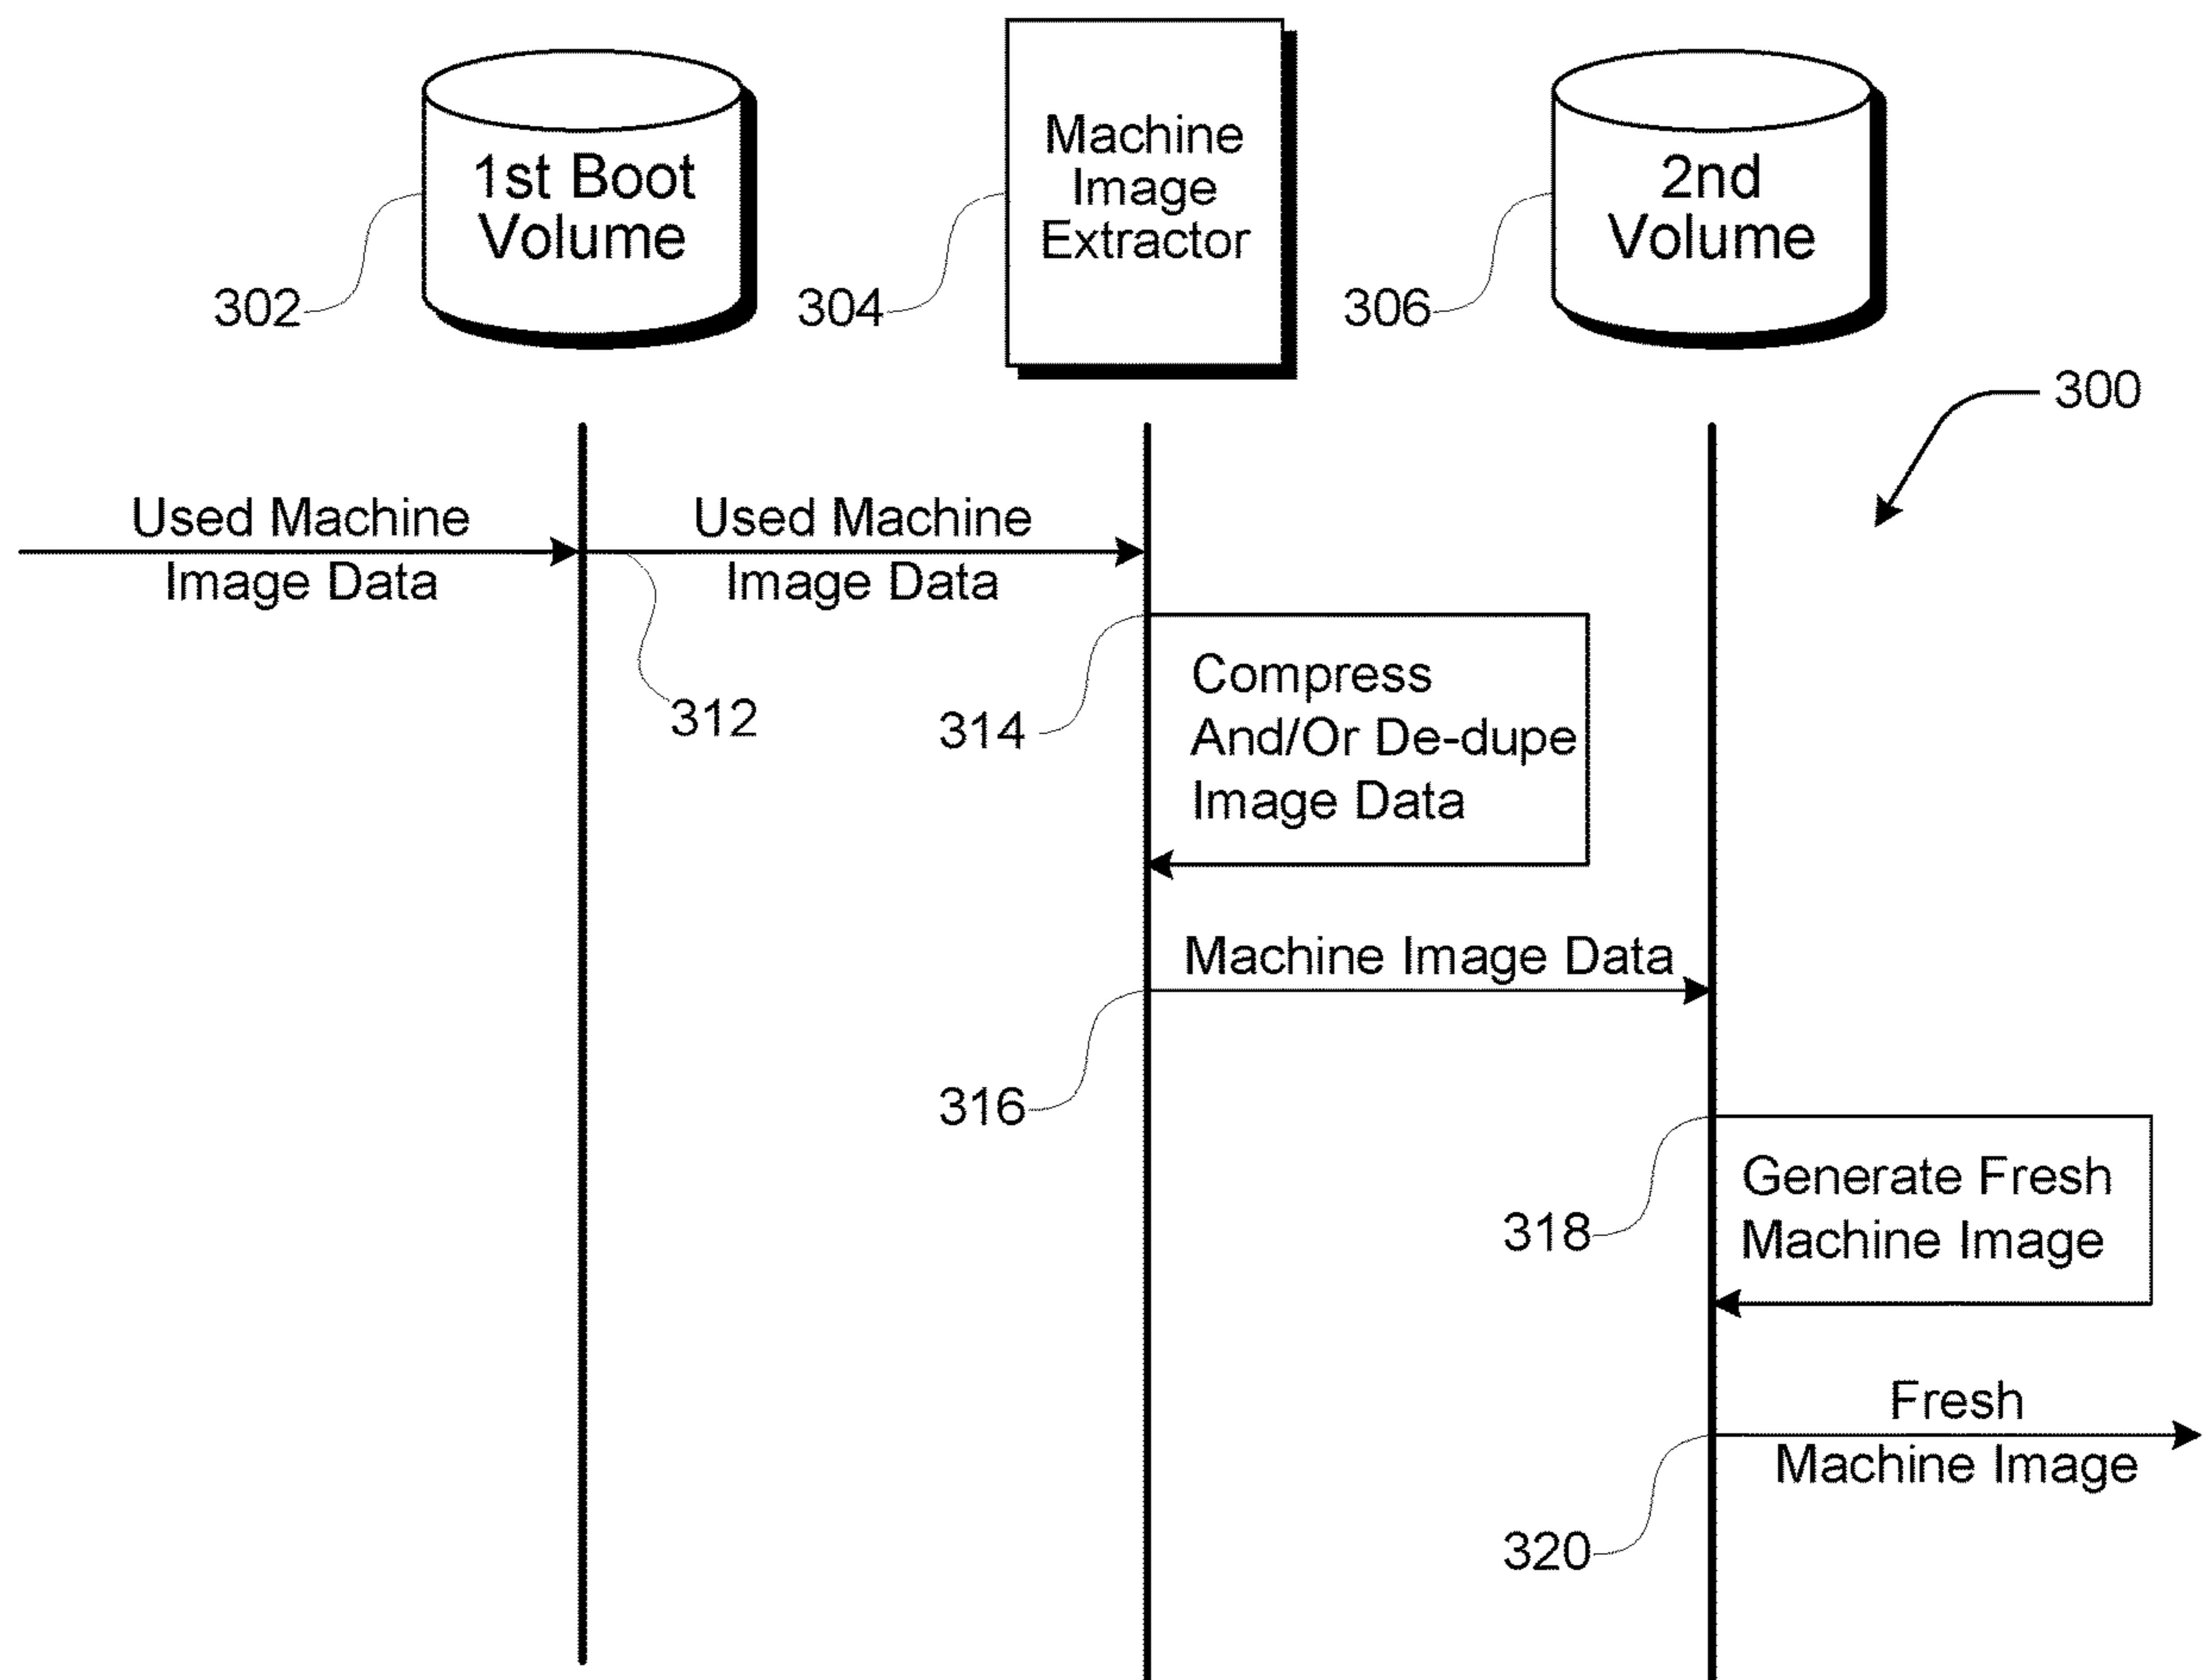 1st Boot
Volume
302
Machine
Image
Extractor
304
2nd
Volume
306
300
Used Machine
Image Data
Used Machine
Image Data
312
Compress
And/Or De-dupe
Image Data
314
Machine Image Data
316
Generate Fresh
Machine Image
318
Fresh
Machine Image
320